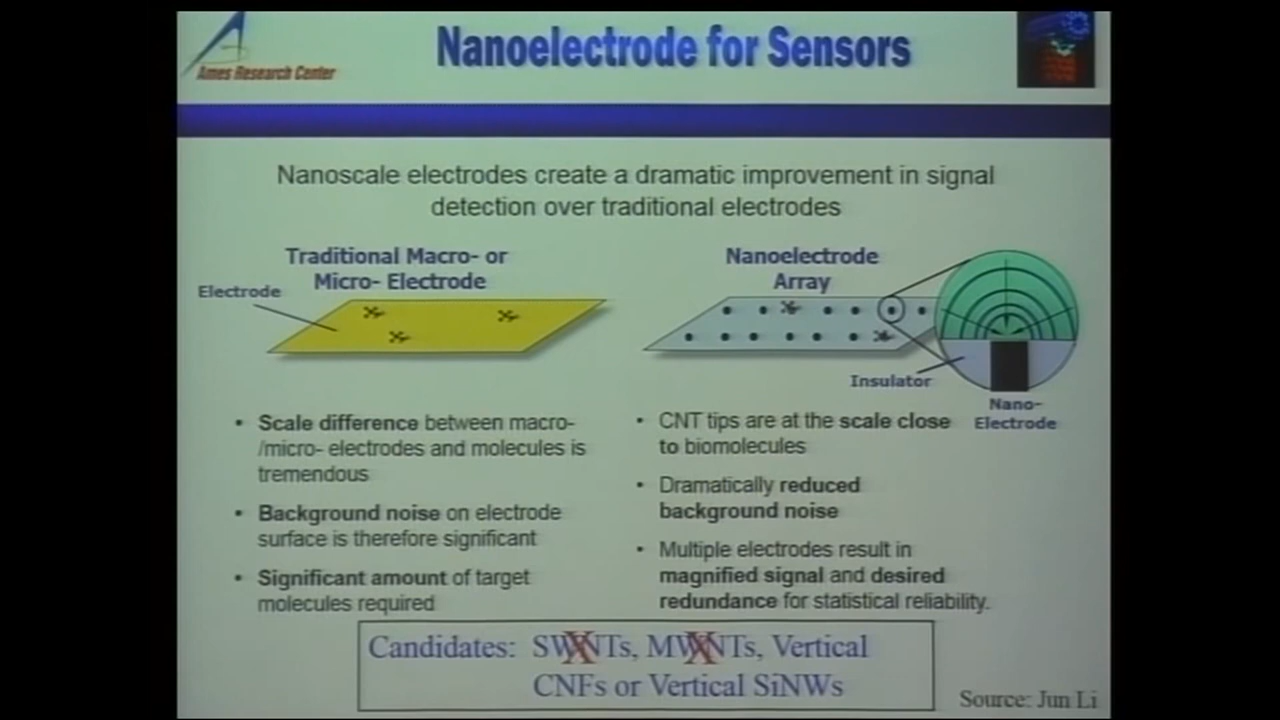 Ames Research Center
Nanoelectrode for Sensors
Nanoscale electrodes create a dramatic improvement in signal
detection over traditional electrodes
Traditional Macro- or
Micro- Electrode
Electrode
Nanoelectrode
Array
Insulator
Nano-
Electrode
• Scale difference between macro-
/micro- electrodes and molecules is
tremendous
• Background noise on electrode
surface is therefore significant
• Significant amount of target
molecules required
• CNT tips are at the scale close
to biomolecules
• Dramatically reduced
background noise
• Multiple electrodes result in
magnified signal and desired
redundance for statistical reliability.
Candidates: SWNTs, MWNTs, Vertical
CNFs or Vertical SiNWs
Source: Jun Li